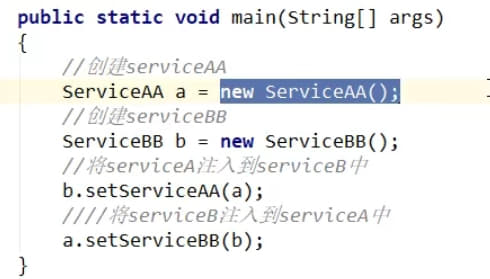 public static void main(String[] args)
{
//创建serviceAA
ServiceAA a = new ServiceAA();
//创建serviceBB
ServiceBB b = new ServiceBB();
//将serviceA注入到serviceB中
b.setServiceAA(a);
////将serviceB注入到serviceA中
a.setServiceBB(b);
}